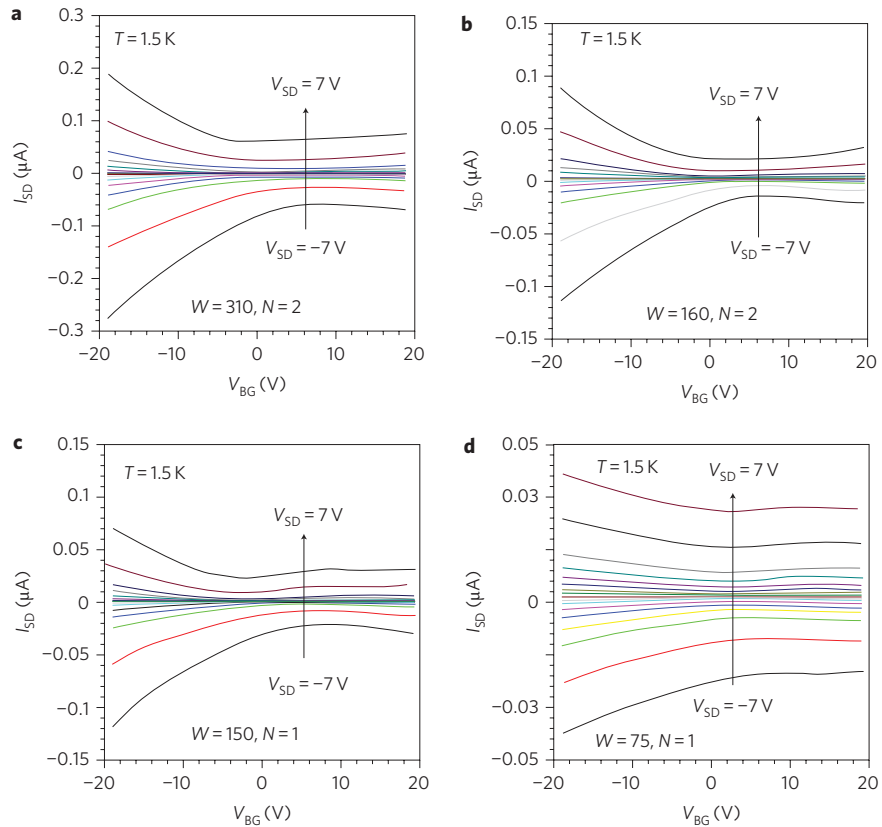 a
T = 1.5 K
V_SD = 7 V
V_SD = −7 V
W = 310, N = 2
I_SD (μA)
0.3
0.2
0.1
0
−0.1
−0.2
−0.3
−20
−10
0
10
20
V_BG (V)
b
T = 1.5 K
V_SD = 7 V
V_SD = −7 V
W = 160, N = 2
I_SD (μA)
0.15
0.10
0.05
0
−0.05
−0.10
−0.15
−20
−10
0
10
20
V_BG (V)
c
T = 1.5 K
V_SD = 7 V
V_SD = −7 V
W = 150, N = 1
I_SD (μA)
0.15
0.1
0.05
0
−0.05
−0.1
−0.15
−20
−10
0
10
20
V_BG (V)
d
T = 1.5 K
V_SD = 7 V
V_SD = −7 V
W = 75, N = 1
I_SD (μA)
0.05
0.03
0
−0.03
−0.05
−20
−10
0
10
20
V_BG (V)